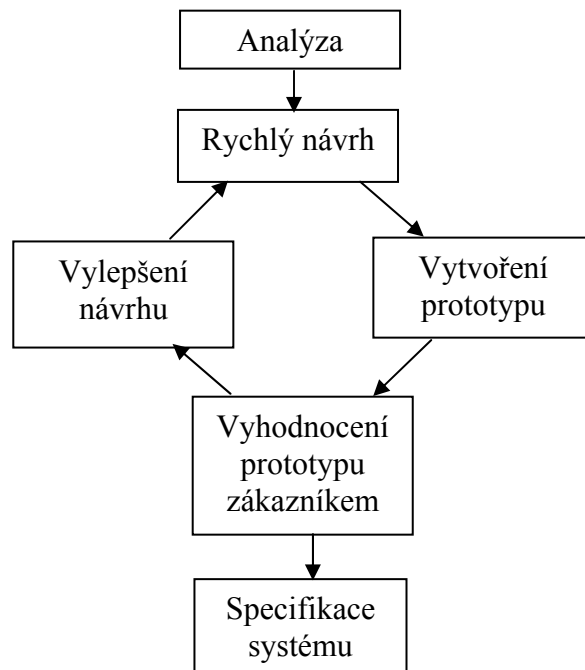 Analýza
Rychlý návrh
Vylepšení
návrhu
Vytvoření
prototypu
Vyhodnocení
prototypu
zákazníkem
Specifikace
systému